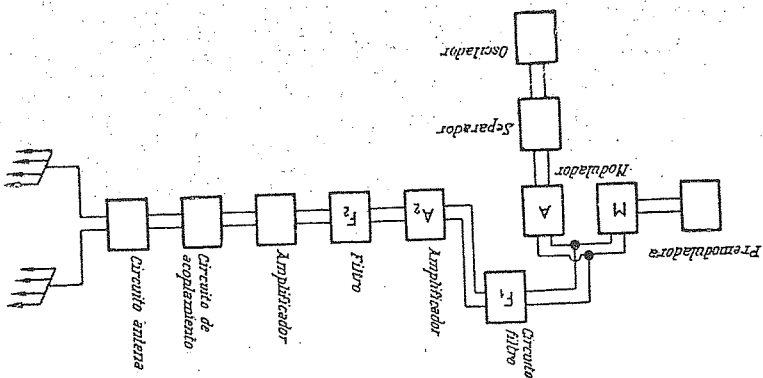 Oscilador
Separador
Modulador
Premoduladora
A
M
F₁
Circuito
filtro
A₂
Amplificador
F₂
Filtro
Amplificador
Circuito de
acoplamiento
Circuito antena